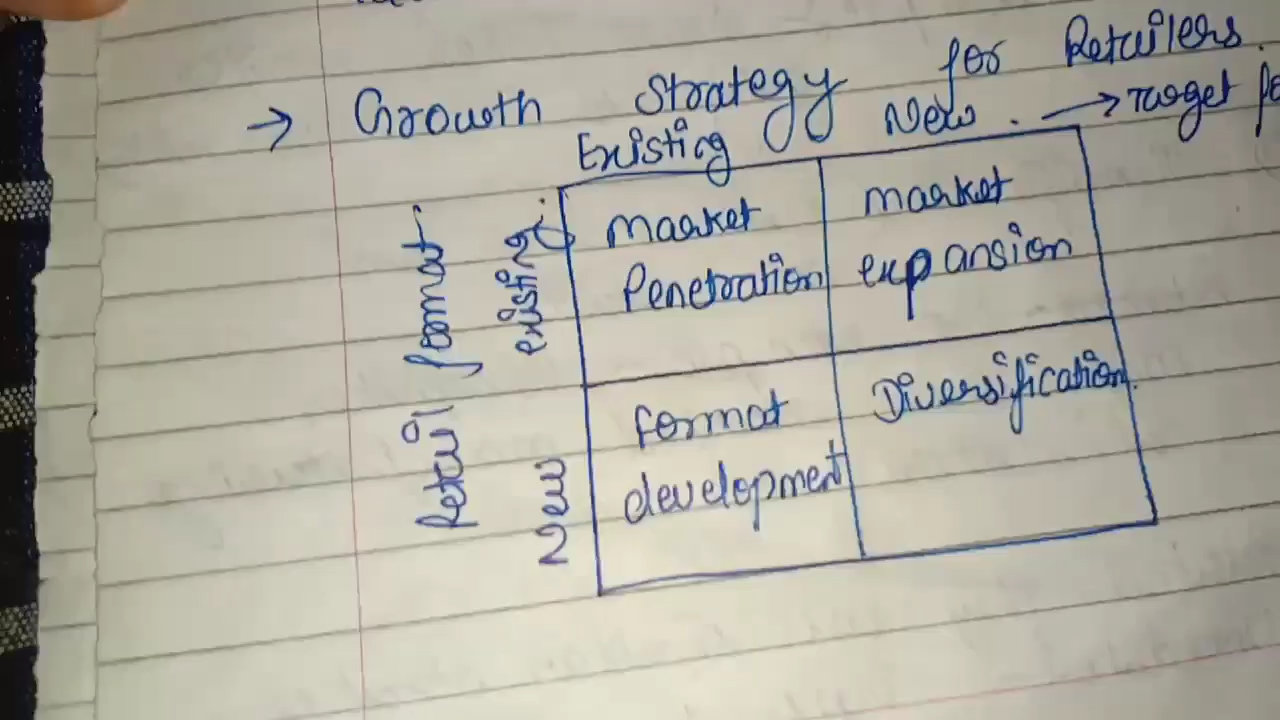 → Growth Strategy for Retailers.
Existing New. → Target
Retail format
existing
Market Penetration
market expansion
New
format development
Diversification.